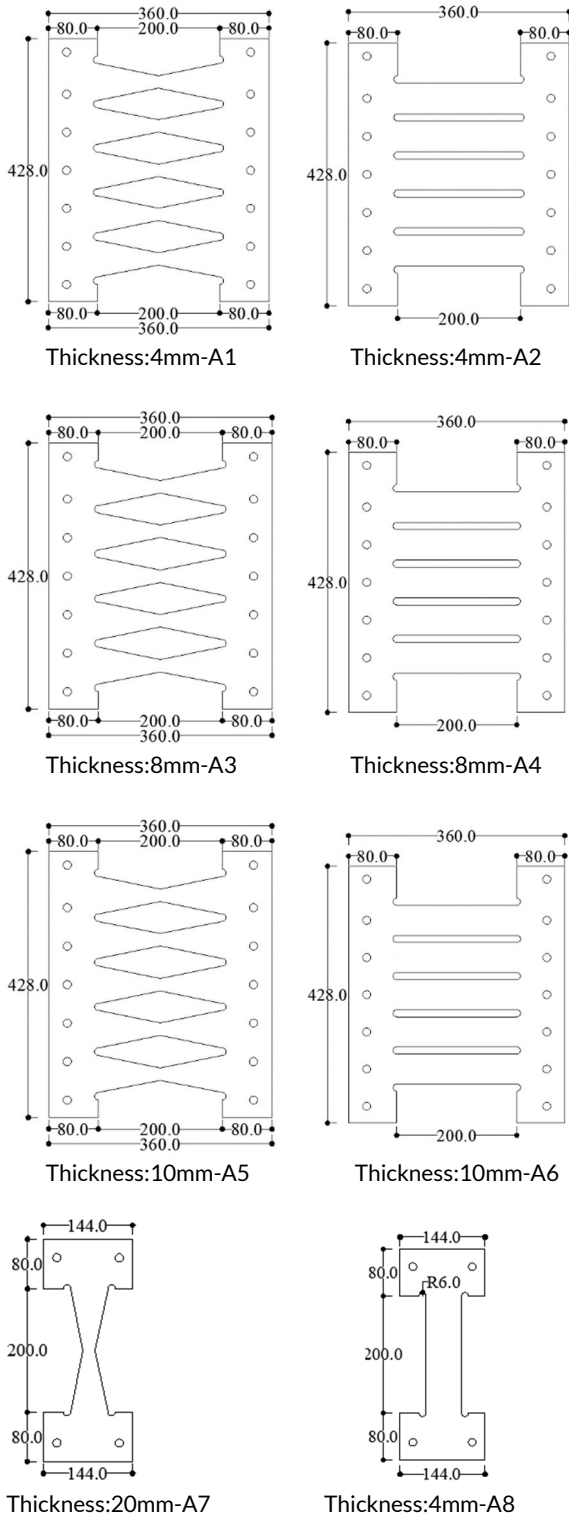 360.0
80.0 200.0 80.0
428.0
80.0 200.0 80.0
360.0
Thickness:4mm-A1
360.0
80.0 80.0
428.0
200.0
Thickness:4mm-A2
360.0
80.0 200.0 80.0
428.0
80.0 200.0 80.0
360.0
Thickness:8mm-A3
360.0
80.0 80.0
428.0
200.0
Thickness:8mm-A4
360.0
80.0 200.0 80.0
428.0
80.0 200.0 80.0
360.0
Thickness:10mm-A5
360.0
80.0 80.0
428.0
200.0
Thickness:10mm-A6
144.0
80.0
200.0
80.0
144.0
Thickness:20mm-A7
144.0
80.0
R6.0
200.0
80.0
144.0
Thickness:4mm-A8